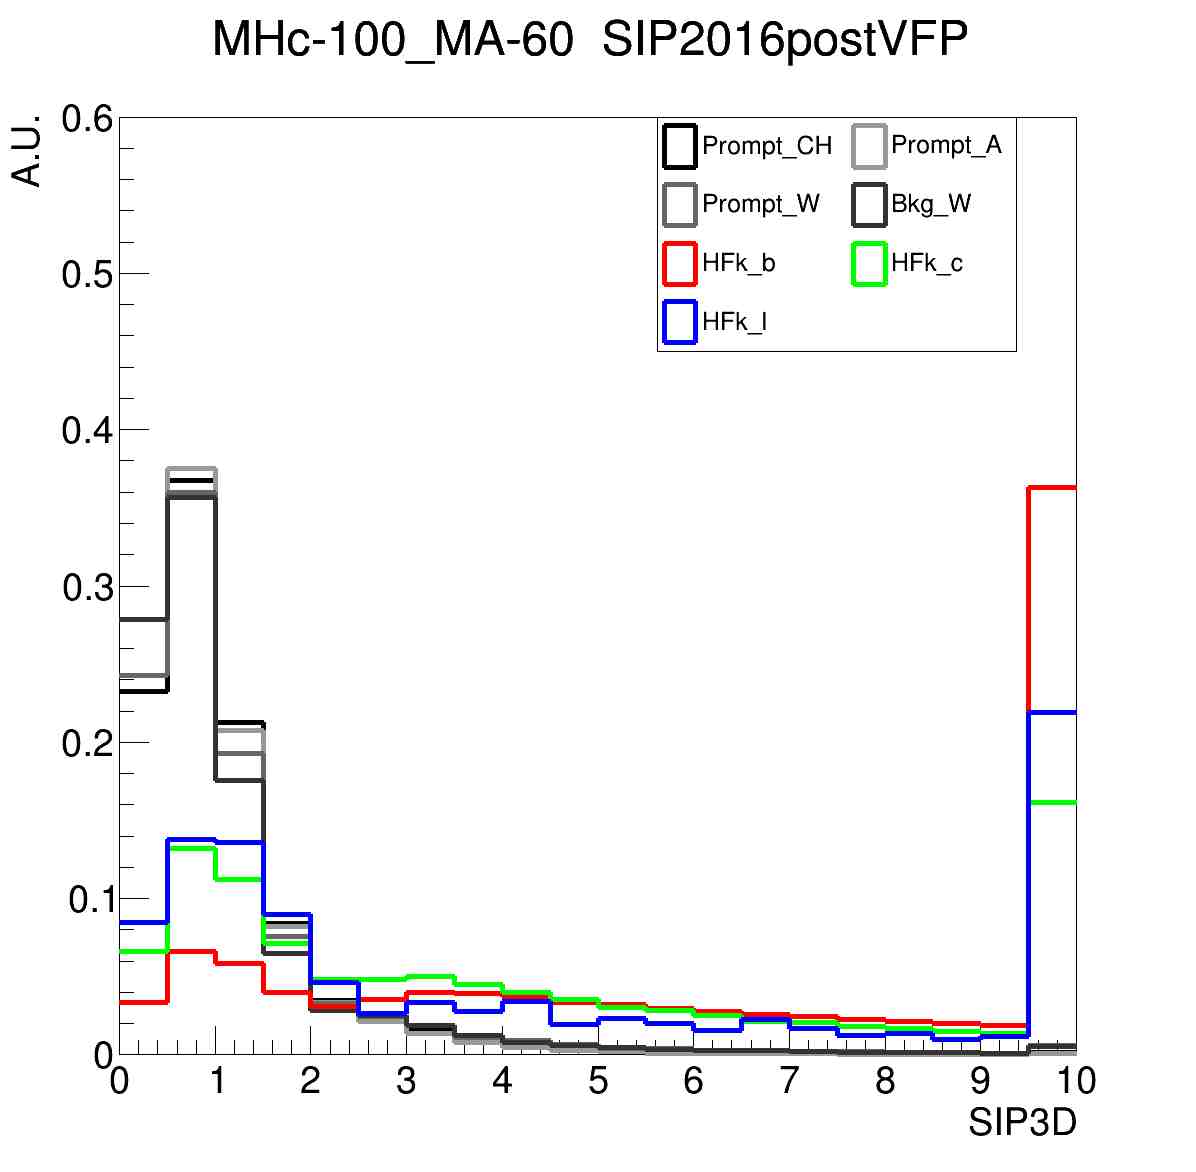 MHc-100_MA-60 SIP2016postVFP
A.U.
0.6
0.5
0.4
0.3
0.2
0.1
0
Prompt_CH Prompt_A
Prompt_W Bkg_W
HFk_b HFk_c
HFk_l
0 1 2 3 4 5 6 7 8 9 10
SIP3D